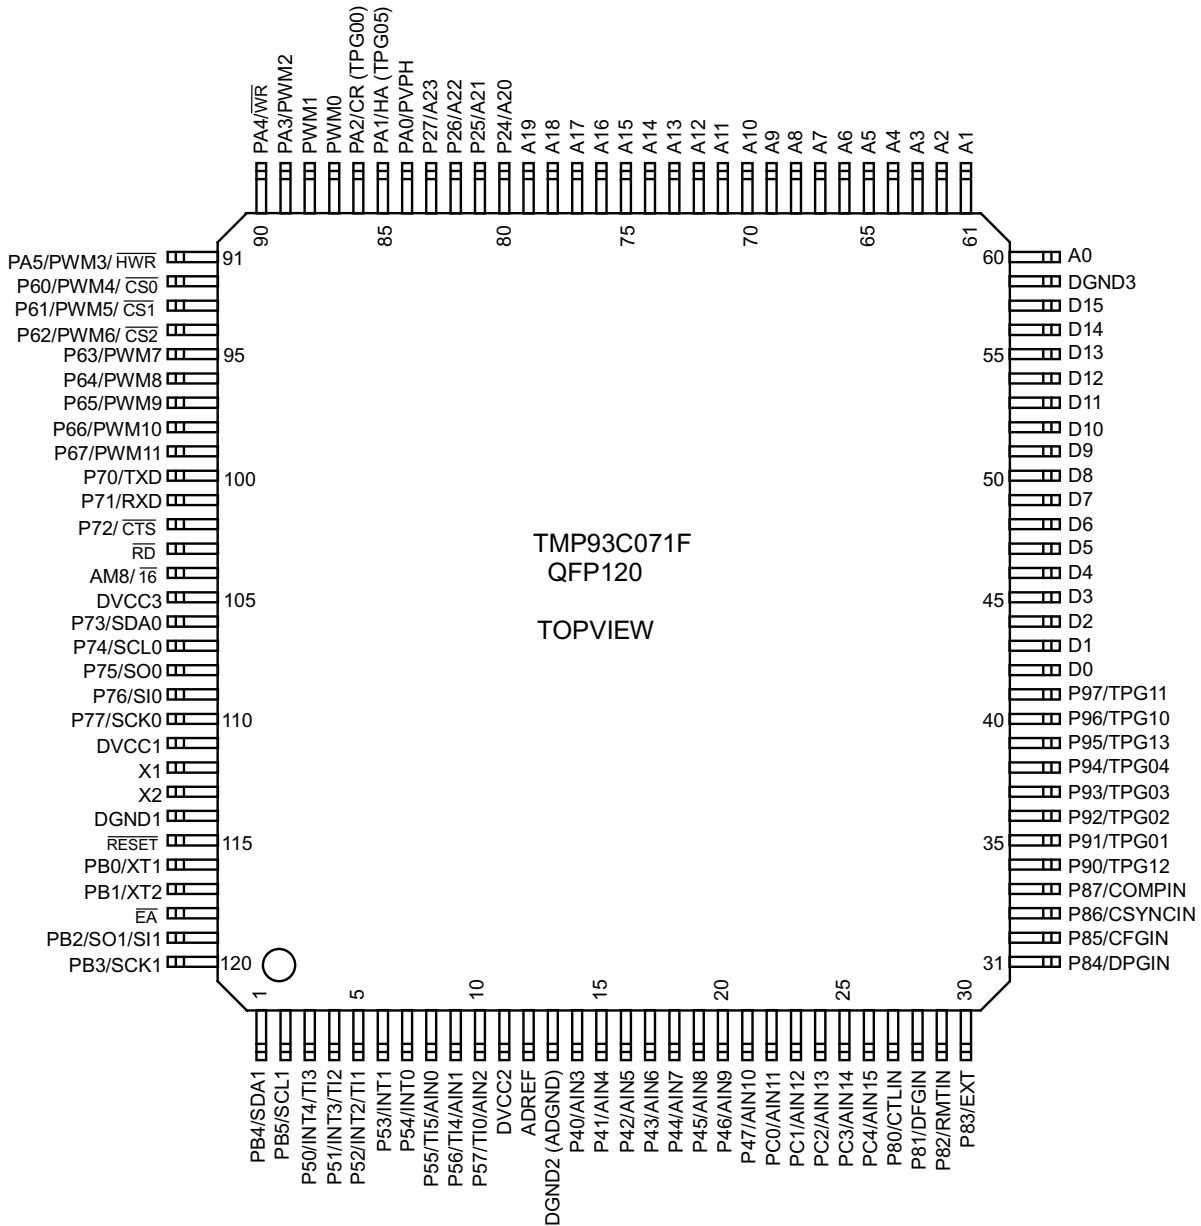 PA4/WR
PA3/PWM2
PWM1
PWM0
PA2/CR (TPG00)
PA1/HA (TPG05)
PA0/PVPH
P27/A23
P26/A22
P25/A21
P24/A20
A19
A18
A17
A16
A15
A14
A13
A12
A11
A10
A9
A8
A7
A6
A5
A4
A3
A2
A1
90
85
80
75
70
65
61
PA5/PWM3/ HWR
P60/PWM4/ CS0
P61/PWM5/ CS1
P62/PWM6/ CS2
P63/PWM7
P64/PWM8
P65/PWM9
P66/PWM10
P67/PWM11
P70/TXD
P71/RXD
P72/ CTS
RD
AM8/ 16
DVCC3
P73/SDA0
P74/SCL0
P75/SO0
P76/SI0
P77/SCK0
DVCC1
X1
X2
DGND1
RESET
PB0/XT1
PB1/XT2
EA
PB2/SO1/SI1
PB3/SCK1
91
95
100
105
110
115
120
TMP93C071F
QFP120
TOPVIEW
60
55
50
45
40
35
31
A0
DGND3
D15
D14
D13
D12
D11
D10
D9
D8
D7
D6
D5
D4
D3
D2
D1
D0
P97/TPG11
P96/TPG10
P95/TPG13
P94/TPG04
P93/TPG03
P92/TPG02
P91/TPG01
P90/TPG12
P87/COMPIN
P86/CSYNCIN
P85/CFGIN
P84/DPGIN
1
5
10
15
20
25
30
PB4/SDA1
PB5/SCL1
P50/INT4/TI3
P51/INT3/TI2
P52/INT2/TI1
P53/INT1
P54/INT0
P55/TI5/AIN0
P56/TI4/AIN1
P57/TI0/AIN2
DVCC2
ADREF
DGND2 (ADGND)
P40/AIN3
P41/AIN4
P42/AIN5
P43/AIN6
P44/AIN7
P45/AIN8
P46/AIN9
P47/AIN10
PC0/AIN11
PC1/AIN12
PC2/AIN13
PC3/AIN14
PC4/AIN15
P80/CTLIN
P81/DFGIN
P82/RMTIN
P83/EXT